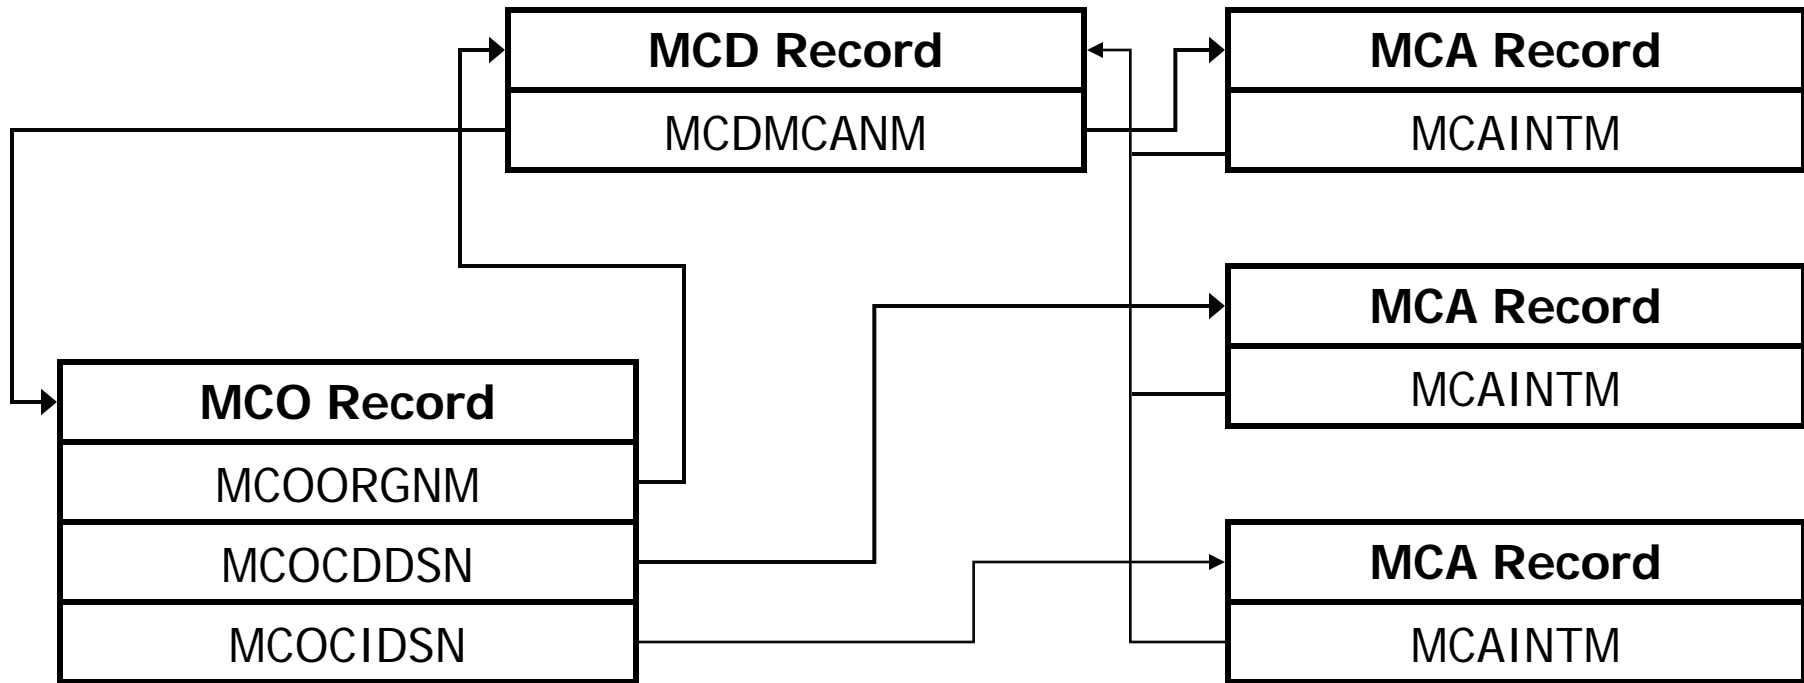 MCD Record
MCDMCANM
MCA Record
MCAINTM
MCA Record
MCAINTM
MCO Record
MCOORGNM
MCOCDDSN
MCOCIDSN
MCA Record
MCAINTM